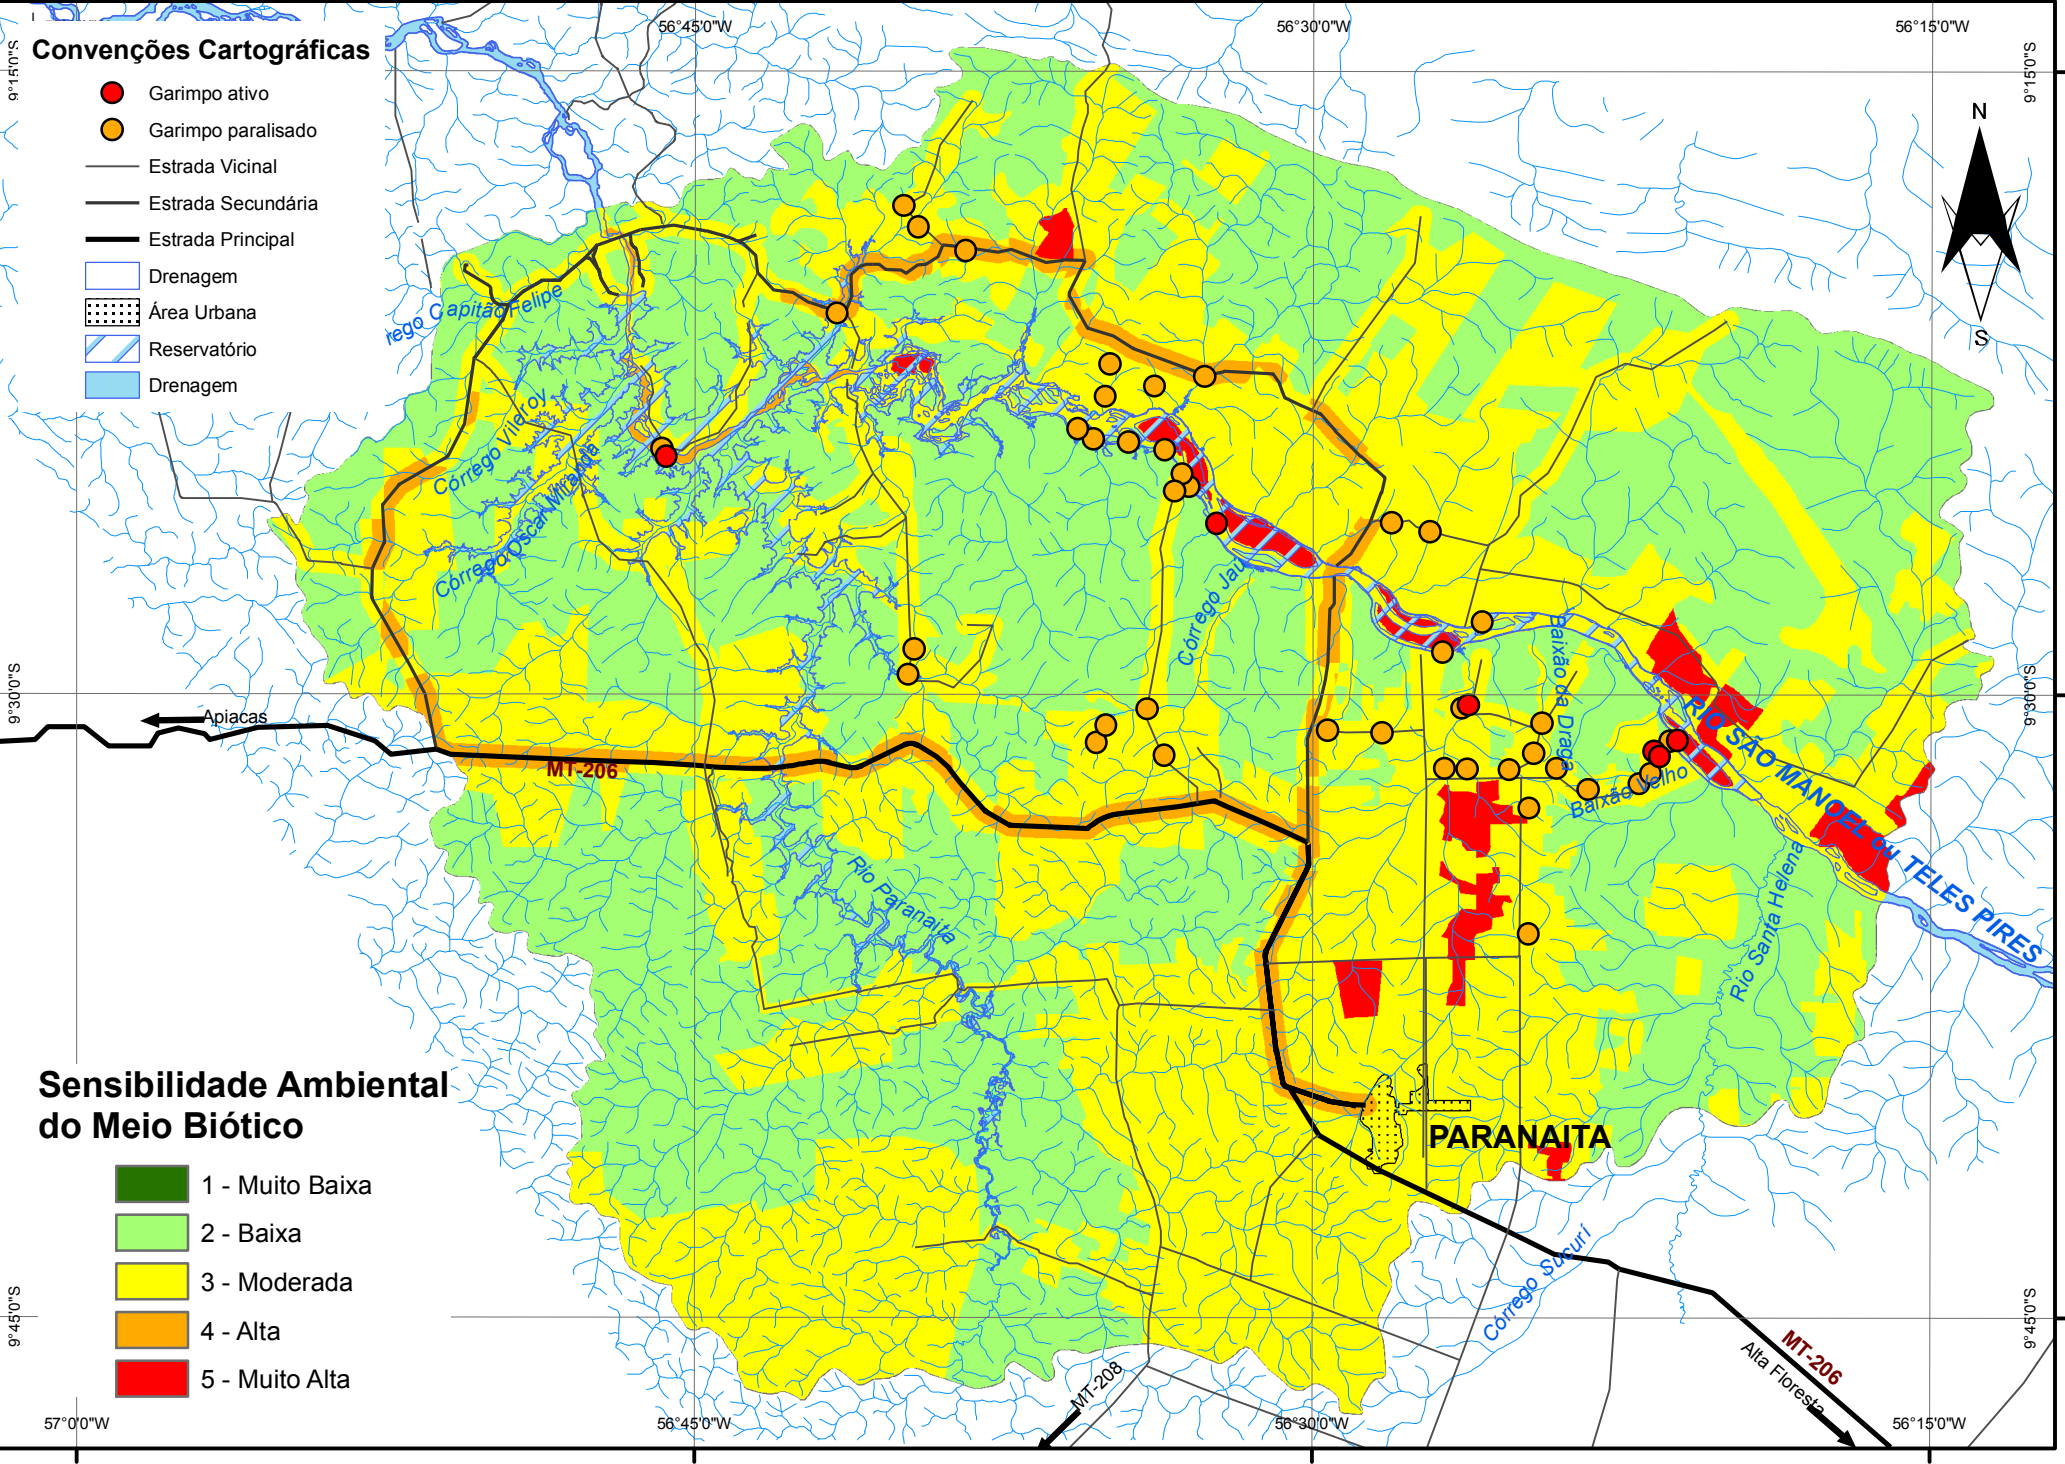 56°45'0"W
56°30'0"W
56°15'0"W
9°15'0"S
9°15'0"S
Convenções Cartográficas
Garimpo ativo
Garimpo paralisado
Estrada Vicinal
Estrada Secundária
Estrada Principal
Drenagem
Área Urbana
Reservatório
Drenagem
N
S
rego Capitão Felipe
Córrego Vileroy
Córrego Oscar Miranda
Córrego Jaú
Baixão da Draga
9°30'0"S
9°30'0"S
Apiacas
MT-206
RIO SÃO MANOEL ou TELES PIRES
Baixão Velho
Rio Paranaita
Rio Santa Helena
PARANAITA
Sensibilidade Ambiental
do Meio Biótico
1 - Muito Baixa
2 - Baixa
3 - Moderada
4 - Alta
5 - Muito Alta
Córrego Sucuri
9°45'0"S
9°45'0"S
MT-206
Alta Floresta
MT-208
57°0'0"W
56°45'0"W
56°30'0"W
56°15'0"W